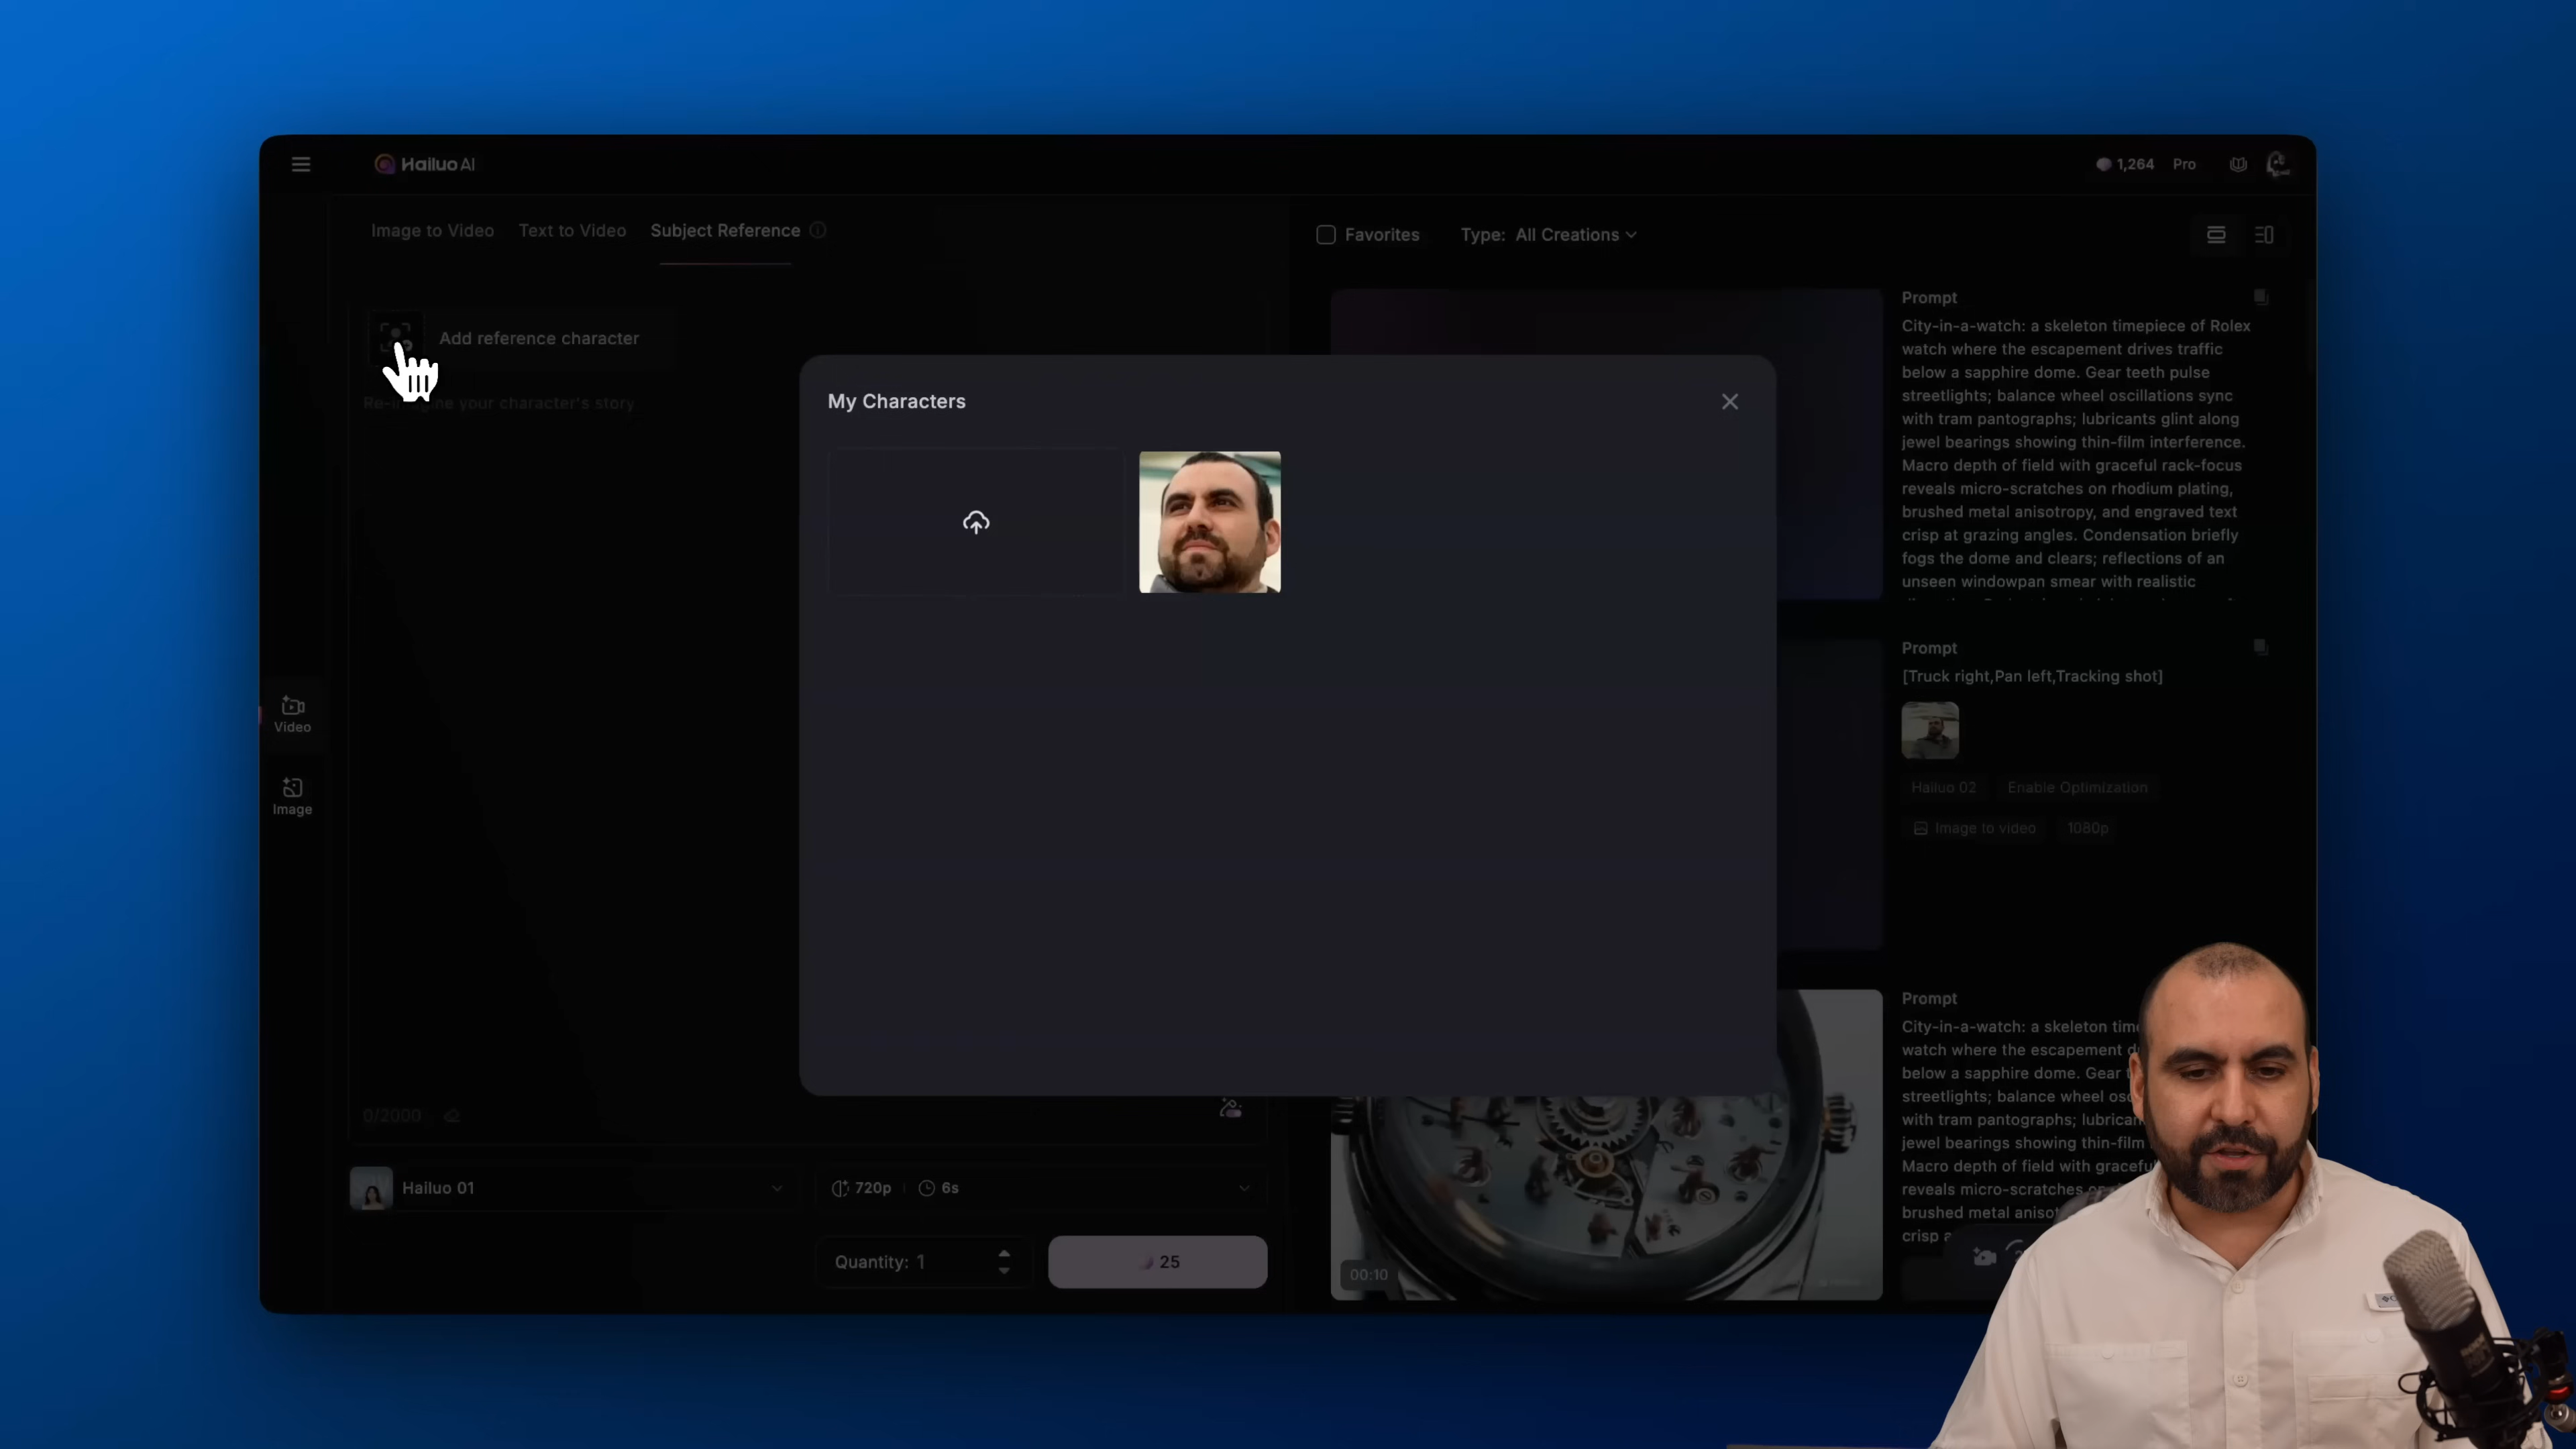 Hailuo AI
1,264
Pro
Image to Video
Text to Video
Subject Reference
Favorites
Type: All Creations
Add reference character
Re-imagine your character's story
My Characters
Prompt
City-in-a-watch: a skeleton timepiece of Rolex
watch where the escapement drives traffic
below a sapphire dome. Gear teeth pulse
streetlights; balance wheel oscillations sync
with tram pantographs; lubricants glint along
jewel bearings showing thin-film interference.
Macro depth of field with graceful rack-focus
reveals micro-scratches on rhodium plating,
brushed metal anisotropy, and engraved text
crisp at grazing angles. Condensation briefly
fogs the dome and clears; reflections of an
unseen windowpan smear with realistic
Prompt
[Truck right,Pan left,Tracking shot]
Hailuo 02
Enable Optimization
Image to video
1080p
Video
Image
Prompt
City-in-a-watch: a skeleton time
watch where the escapement
below a sapphire dome. Gear
streetlights; balance wheel
with tram pantographs;
jewel bearings showing thin-film
Macro depth of field with graceful
reveals micro-scratches
brushed metal
crisp
0/2000
Hailuo 01
720p
6s
Quantity: 1
25
00:10